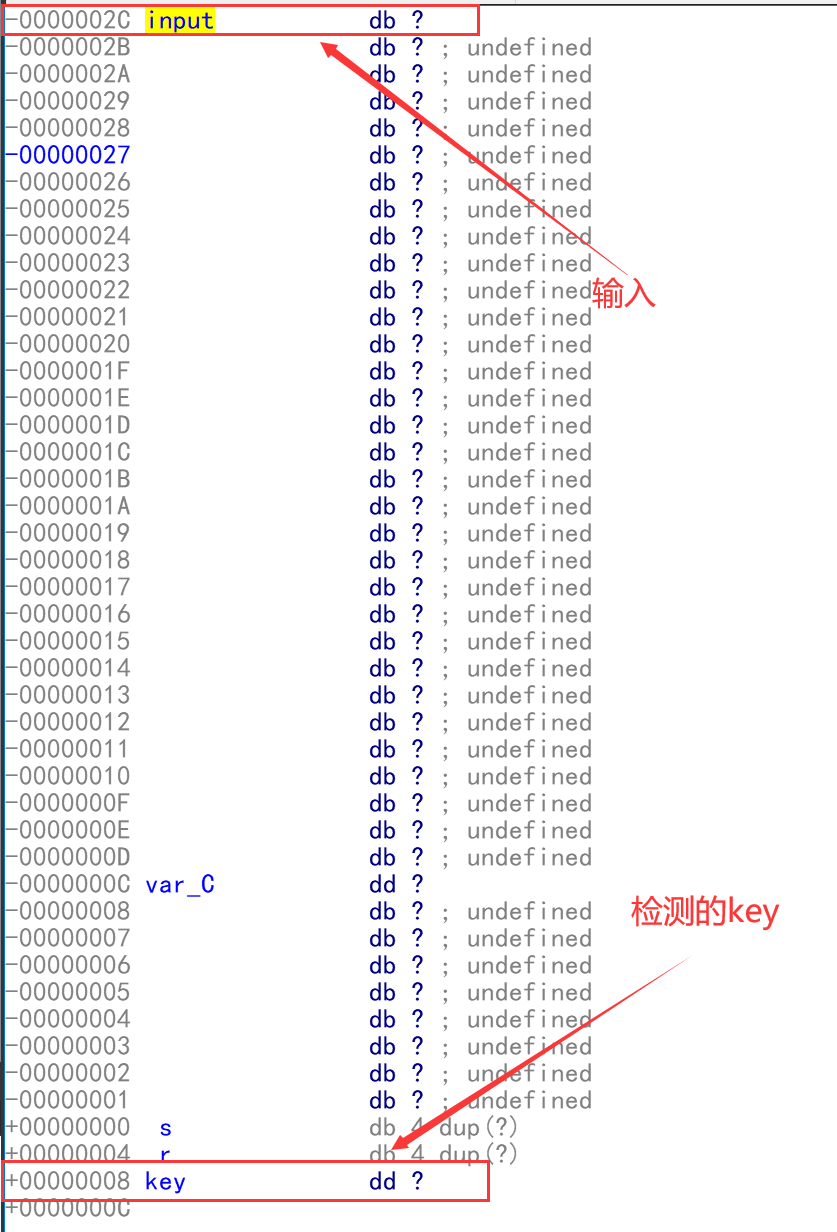 -0000002C input db ?
-0000002B db ? ; undefined
-0000002A db ? ; undefined
-00000029 db ? ; undefined
-00000028 db ? ; undefined
-00000027 db ? ; undefined
-00000026 db ? ; undefined
-00000025 db ? ; undefined
-00000024 db ? ; undefined
-00000023 db ? ; undefined
-00000022 db ? ; undefined
输入
-00000021 db ? ; undefined
-00000020 db ? ; undefined
-0000001F db ? ; undefined
-0000001E db ? ; undefined
-0000001D db ? ; undefined
-0000001C db ? ; undefined
-0000001B db ? ; undefined
-0000001A db ? ; undefined
-00000019 db ? ; undefined
-00000018 db ? ; undefined
-00000017 db ? ; undefined
-00000016 db ? ; undefined
-00000015 db ? ; undefined
-00000014 db ? ; undefined
-00000013 db ? ; undefined
-00000012 db ? ; undefined
-00000011 db ? ; undefined
-00000010 db ? ; undefined
-0000000F db ? ; undefined
-0000000E db ? ; undefined
-0000000D db ? ; undefined
-0000000C var_C dd ?
-00000008 db ? ; undefined
检测的key
-00000007 db ? ; undefined
-00000006 db ? ; undefined
-00000005 db ? ; undefined
-00000004 db ? ; undefined
-00000003 db ? ; undefined
-00000002 db ? ; undefined
-00000001 db ? ; undefined
+00000000 s db 4 dup(?)
+00000004 r db 4 dup(?)
+00000008 key dd ?
+0000000C